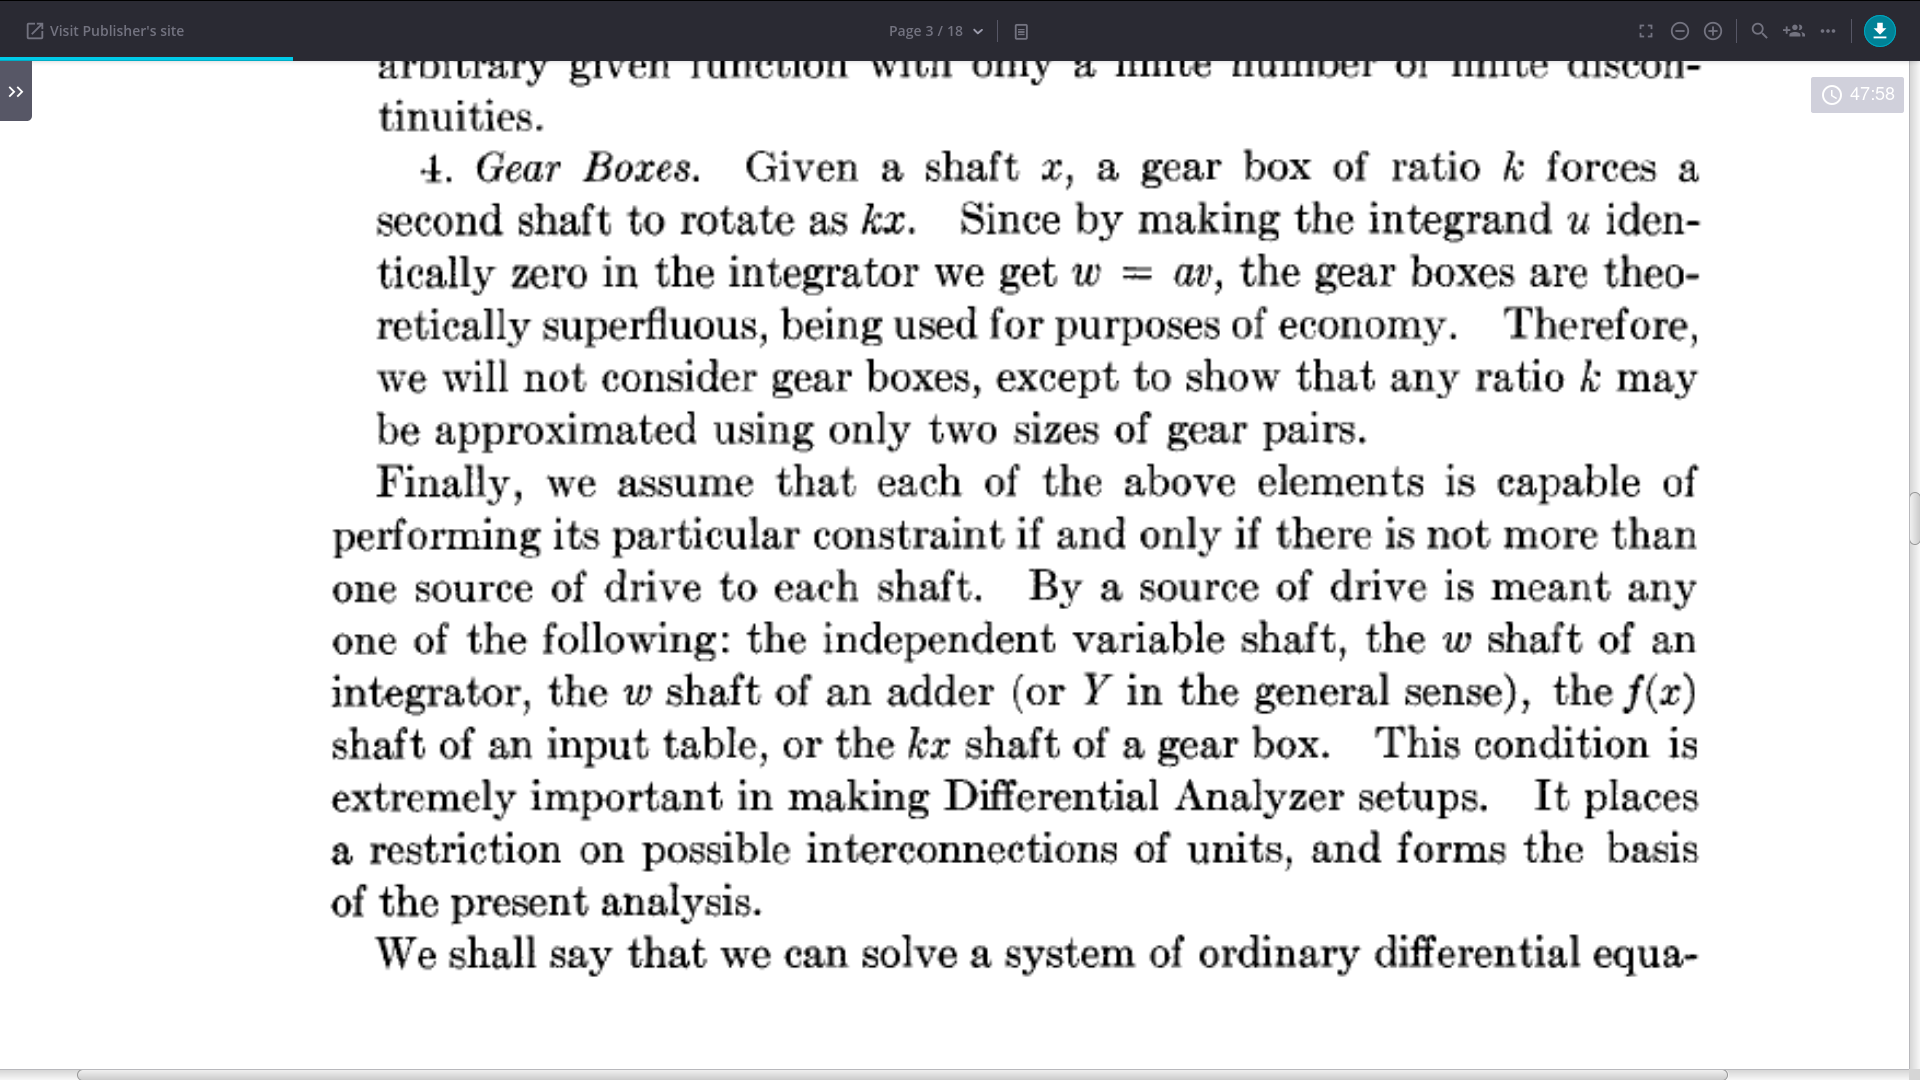 Visit Publisher's site
Page 3 / 18
47:58
arbitrary given function with only a finite number of finite discon-
tinuities.
4. Gear Boxes. Given a shaft x, a gear box of ratio k forces a
second shaft to rotate as kx. Since by making the integrand u iden-
tically zero in the integrator we get w = av, the gear boxes are theo-
retically superfluous, being used for purposes of economy. Therefore,
we will not consider gear boxes, except to show that any ratio k may
be approximated using only two sizes of gear pairs.
Finally, we assume that each of the above elements is capable of
performing its particular constraint if and only if there is not more than
one source of drive to each shaft. By a source of drive is meant any
one of the following: the independent variable shaft, the w shaft of an
integrator, the w shaft of an adder (or Y in the general sense), the f(x)
shaft of an input table, or the kx shaft of a gear box. This condition is
extremely important in making Differential Analyzer setups. It places
a restriction on possible interconnections of units, and forms the basis
of the present analysis.
We shall say that we can solve a system of ordinary differential equa-